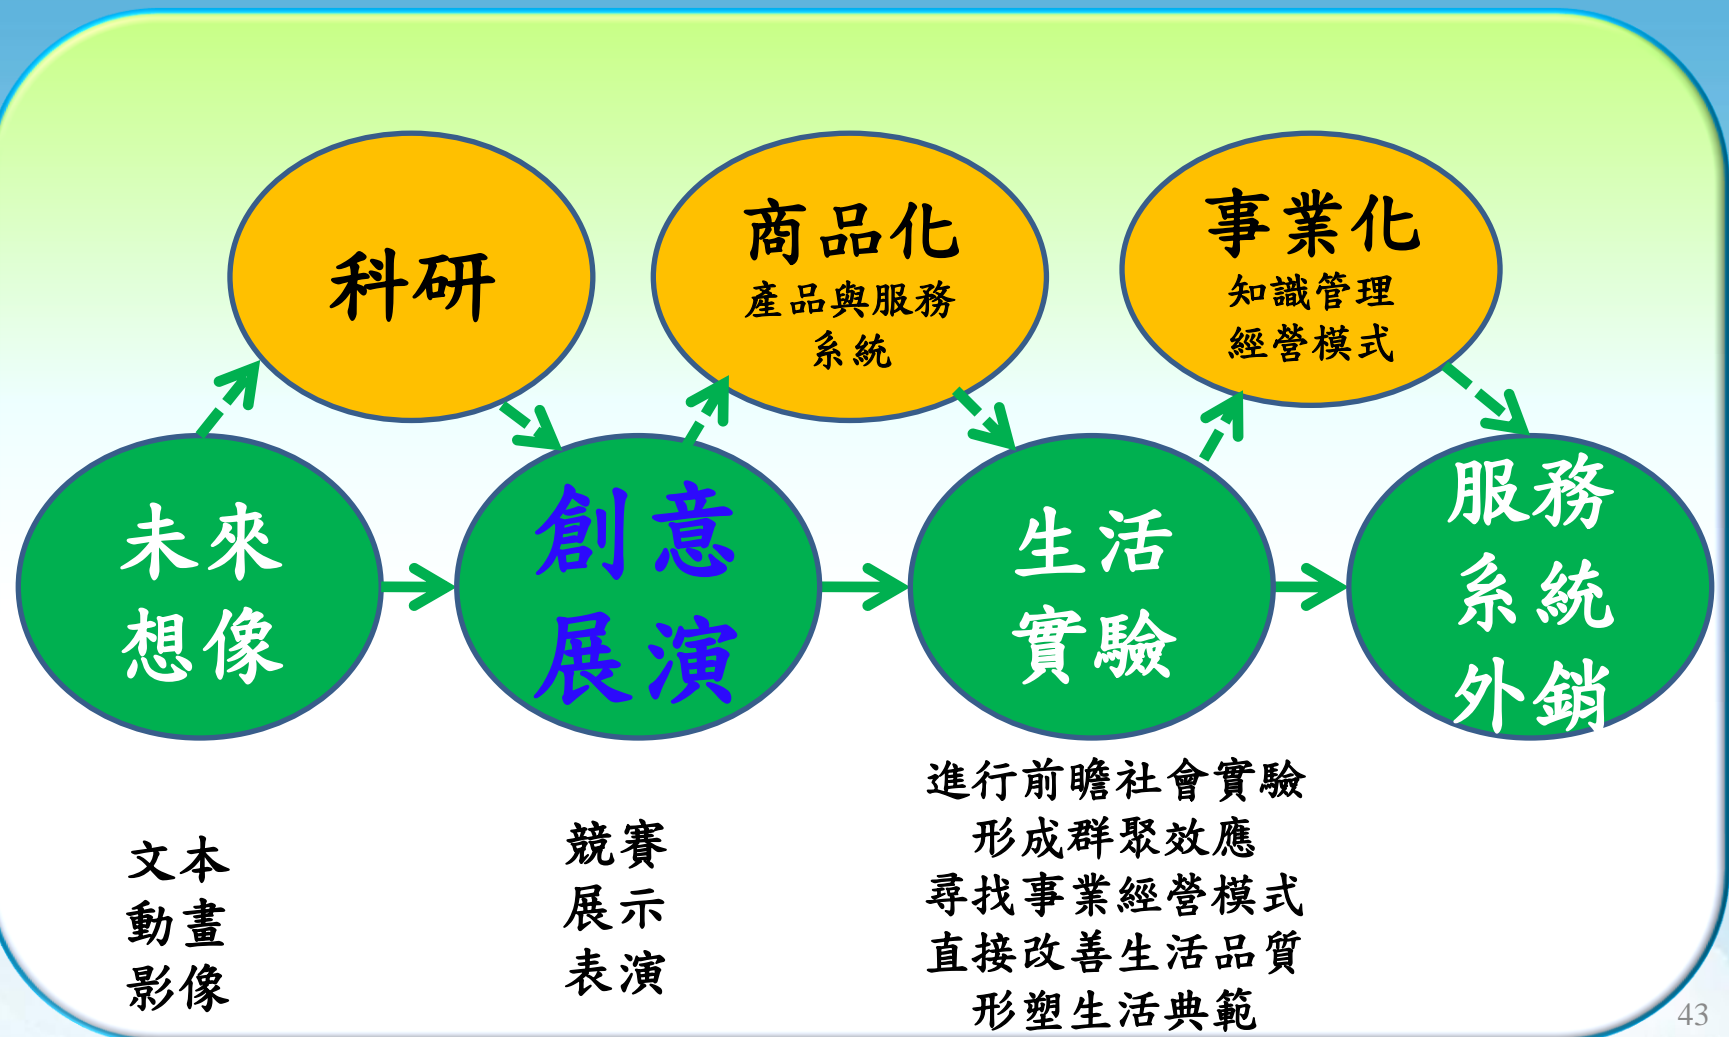 科研
商品化
產品與服務
系統
事業化
知識管理
經營模式
未來
想像
創意
展演
生活
實驗
服務
系統
外銷
文本
動畫
影像
競賽
展示
表演
進行前瞻社會實驗
形成群聚效應
尋找事業經營模式
直接改善生活品質
形塑生活典範
43